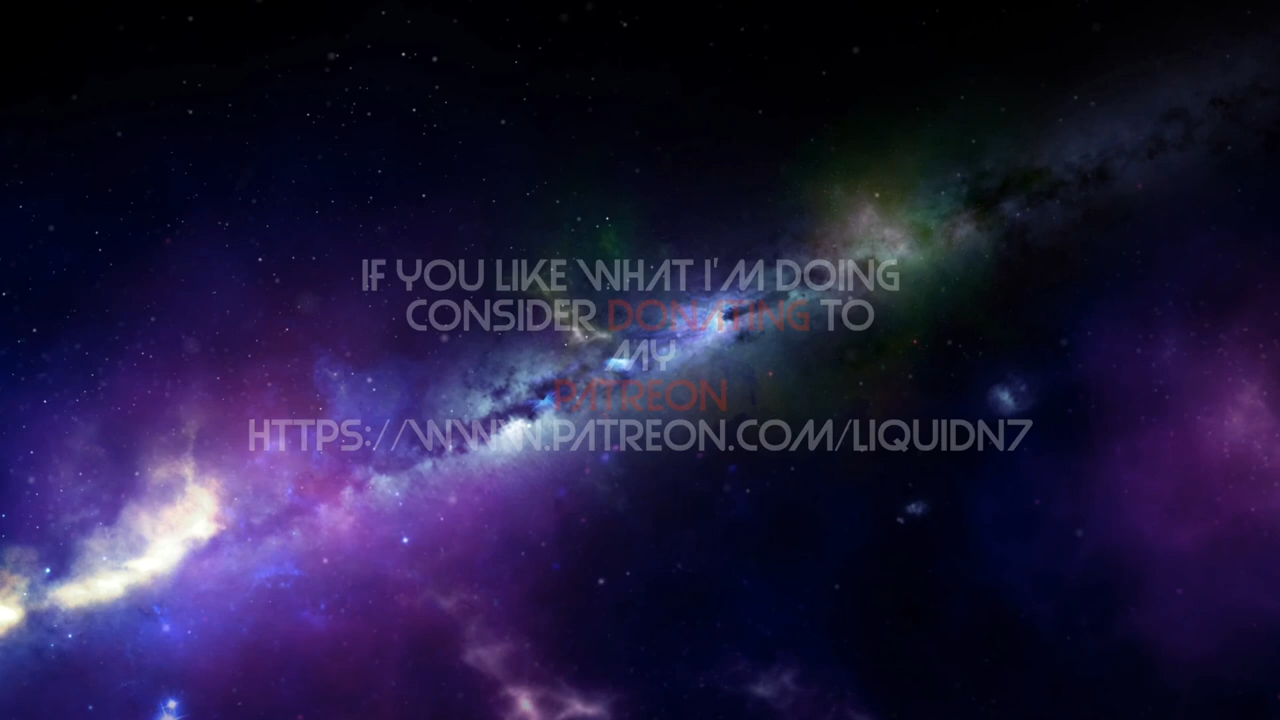 IF YOU LIKE WHAT I'M DOING
CONSIDER DONATING TO
MY
PATREON
HTTPS://WWW.PATREON.COM/LIQUIDN7